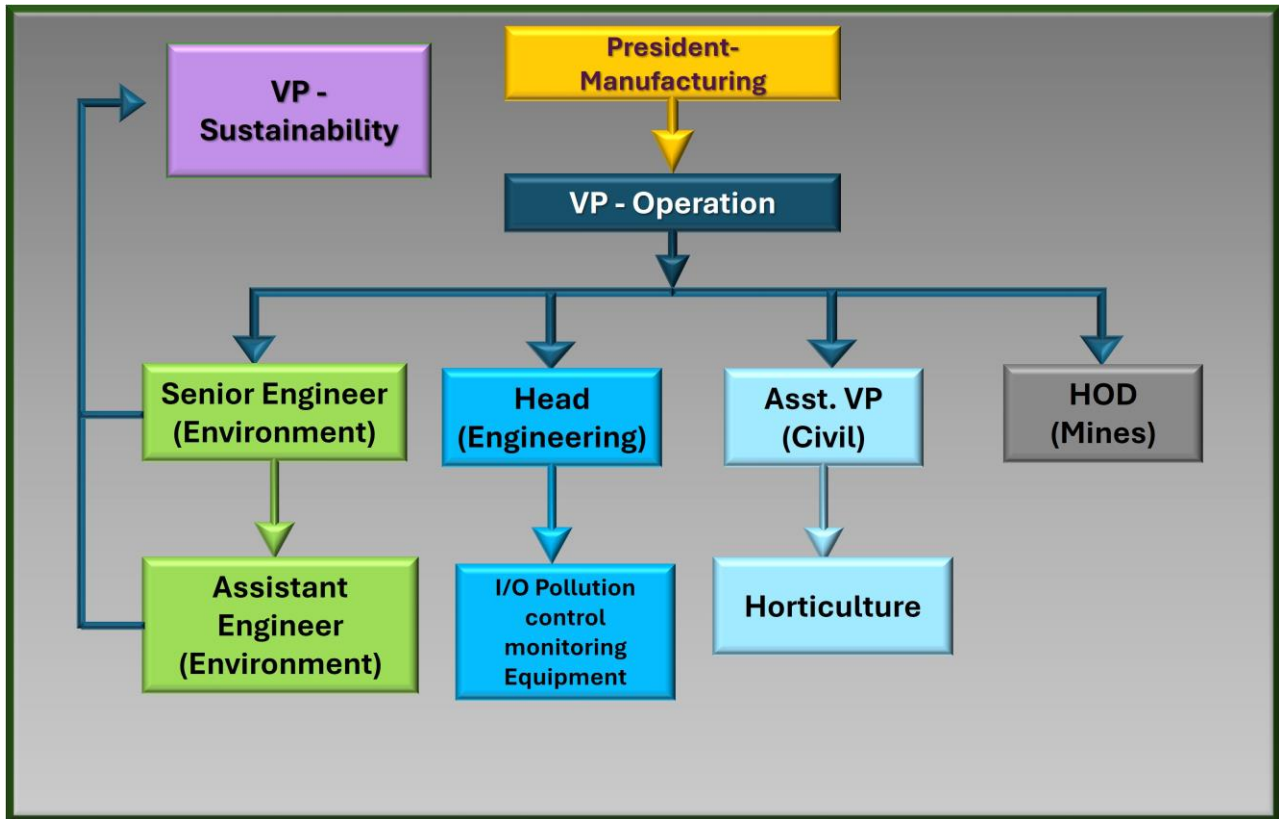 President-
Manufacturing
VP -
Sustainability
VP - Operation
Senior Engineer
(Environment)
Head
(Engineering)
Asst. VP
(Civil)
HOD
(Mines)
Assistant
Engineer
(Environment)
I/O Pollution
control
monitoring
Equipment
Horticulture